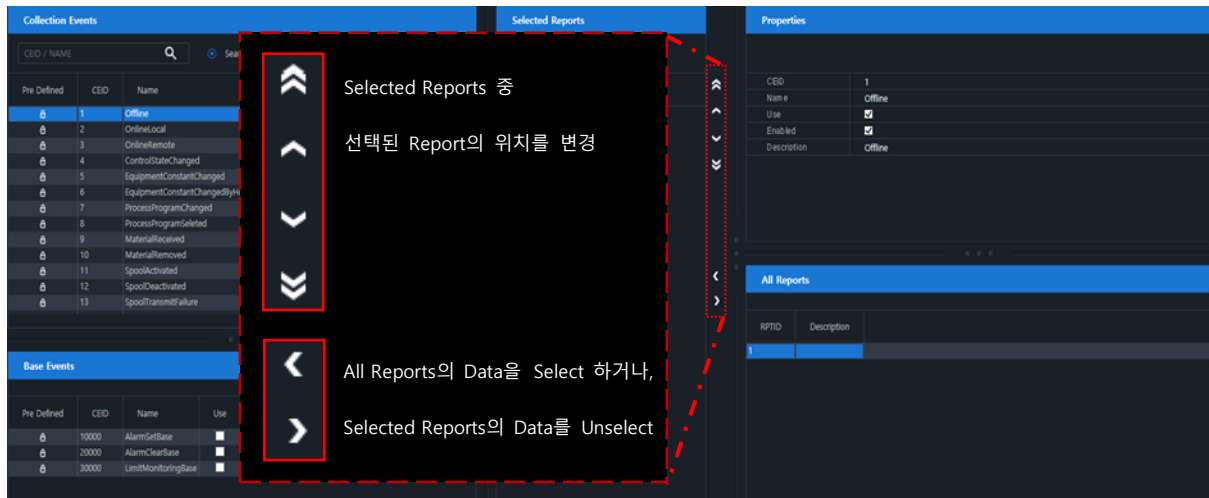 Collection Events
CEID / NAME
Pre Defined CEID Name
1 Offline
2 OnlineLocal
3 OnlineRemote
4 ControlStateChanged
5 EquipmentConstantChanged
6 EquipmentConstantChangedByH
7 ProcessProgramChanged
8 ProcessProgramSeleted
9 MaterialReceived
10 MaterialRemoved
11 SpoolActivated
12 SpoolDeactivated
13 SpoolTransmitFailure
Base Events
Pre Defined CEID Name Use
10000 AlarmSetBase
20000 AlarmClearBase
30000 LimitMonitoringBase
Selected Reports 중
선택된 Report의 위치를 변경
All Reports의 Data을 Select 하거나,
Selected Reports의 Data를 Unselect
Selected Reports
Properties
CEID 1
Name Offline
Use
Enabled
Description Offline
All Reports
RPTID Description
1